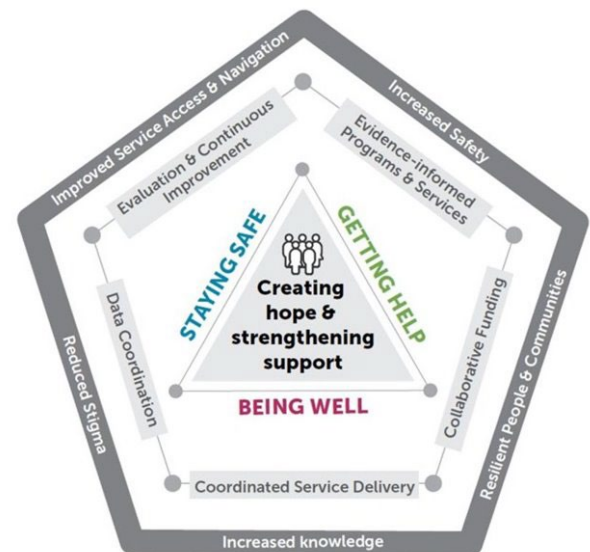 Improved Service Access & Navigation
Increased Safety
Evaluation & Continuous
Improvement
Evidence-informed
Programs & Services
STAYING SAFE
GETTING HELP
Creating
hope &
strengthening
support
BEING WELL
Data Coordination
Collaborative Funding
Coordinated Service Delivery
Reduced Stigma
Resilient People & Communities
Increased knowledge